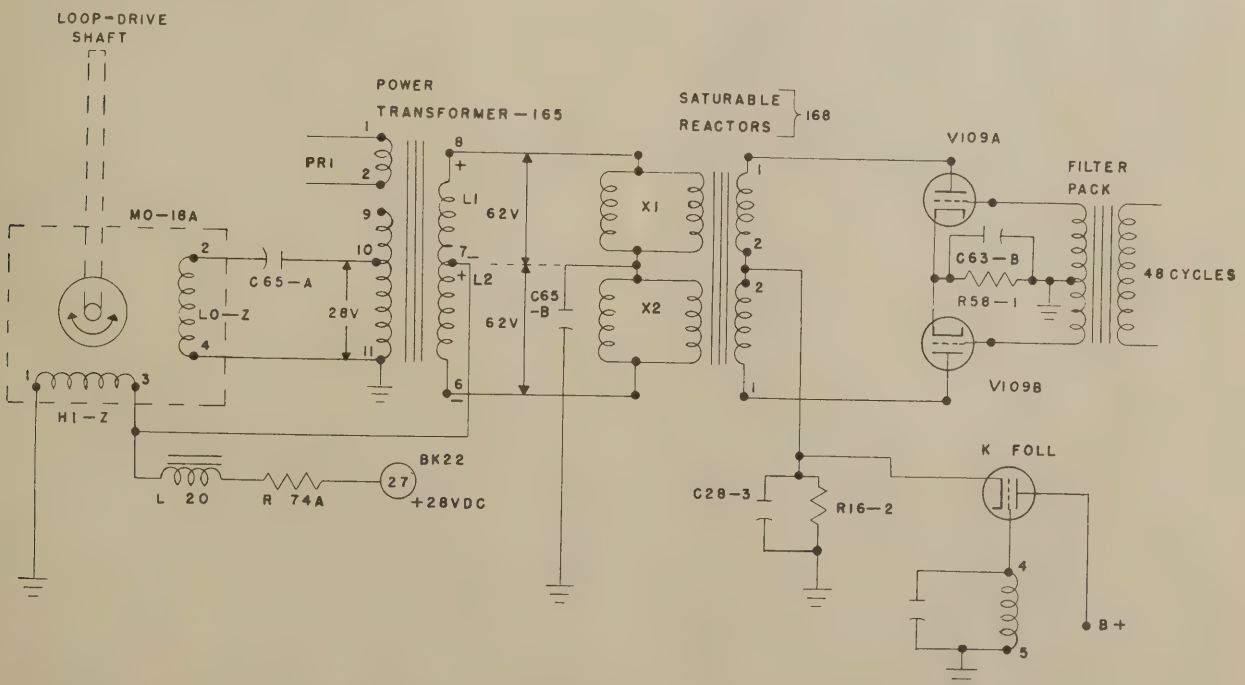 LOOP-DRIVE
SHAFT
POWER
TRANSFORMER-165
SATURABLE
REACTORS
168
V109A
FILTER
PACK
1
PRI
2
8
+
L1
62V
X1
1
2
MO-18A
9
10
7
-
+
L2
2
C65-A
28V
LO-Z
4
11
62V
C65
-B
X2
2
1
C63-B
R58-1
48 CYCLES
6
-
V109B
1
3
HI-Z
L 20
R 74A
27
BK22
+28VDC
C28-3
R16-2
K FOLL
4
5
B+